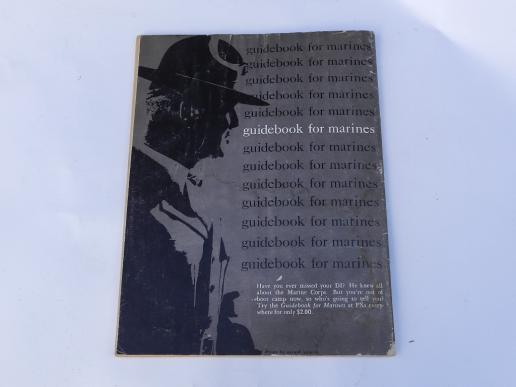 guidebook for marines
guidebook for marines
guidebook for marines
guidebook for marines
guidebook for marines
guidebook for marines
guidebook for marines
guidebook for marines
guidebook for marines
guidebook for marines
guidebook for marines
guidebook for marines
guidebook for marines
Have you ever missed your DI? He knew all
about the Marine Corps. But you're out of
boot camp now, so who's going to tell you?
Try the Guidebook for Marines at PXs every-
where for only $2.00.